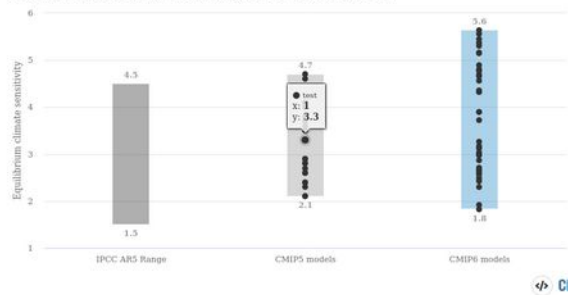 6
5.6
5
4.7
4.5
4
test
x: 1
y: 3.3
3
2
2.1
1.8
1.5
1
Equilibrium climate sensitivity
IPCC AR5 Range
CMIP5 models
CMIP6 models